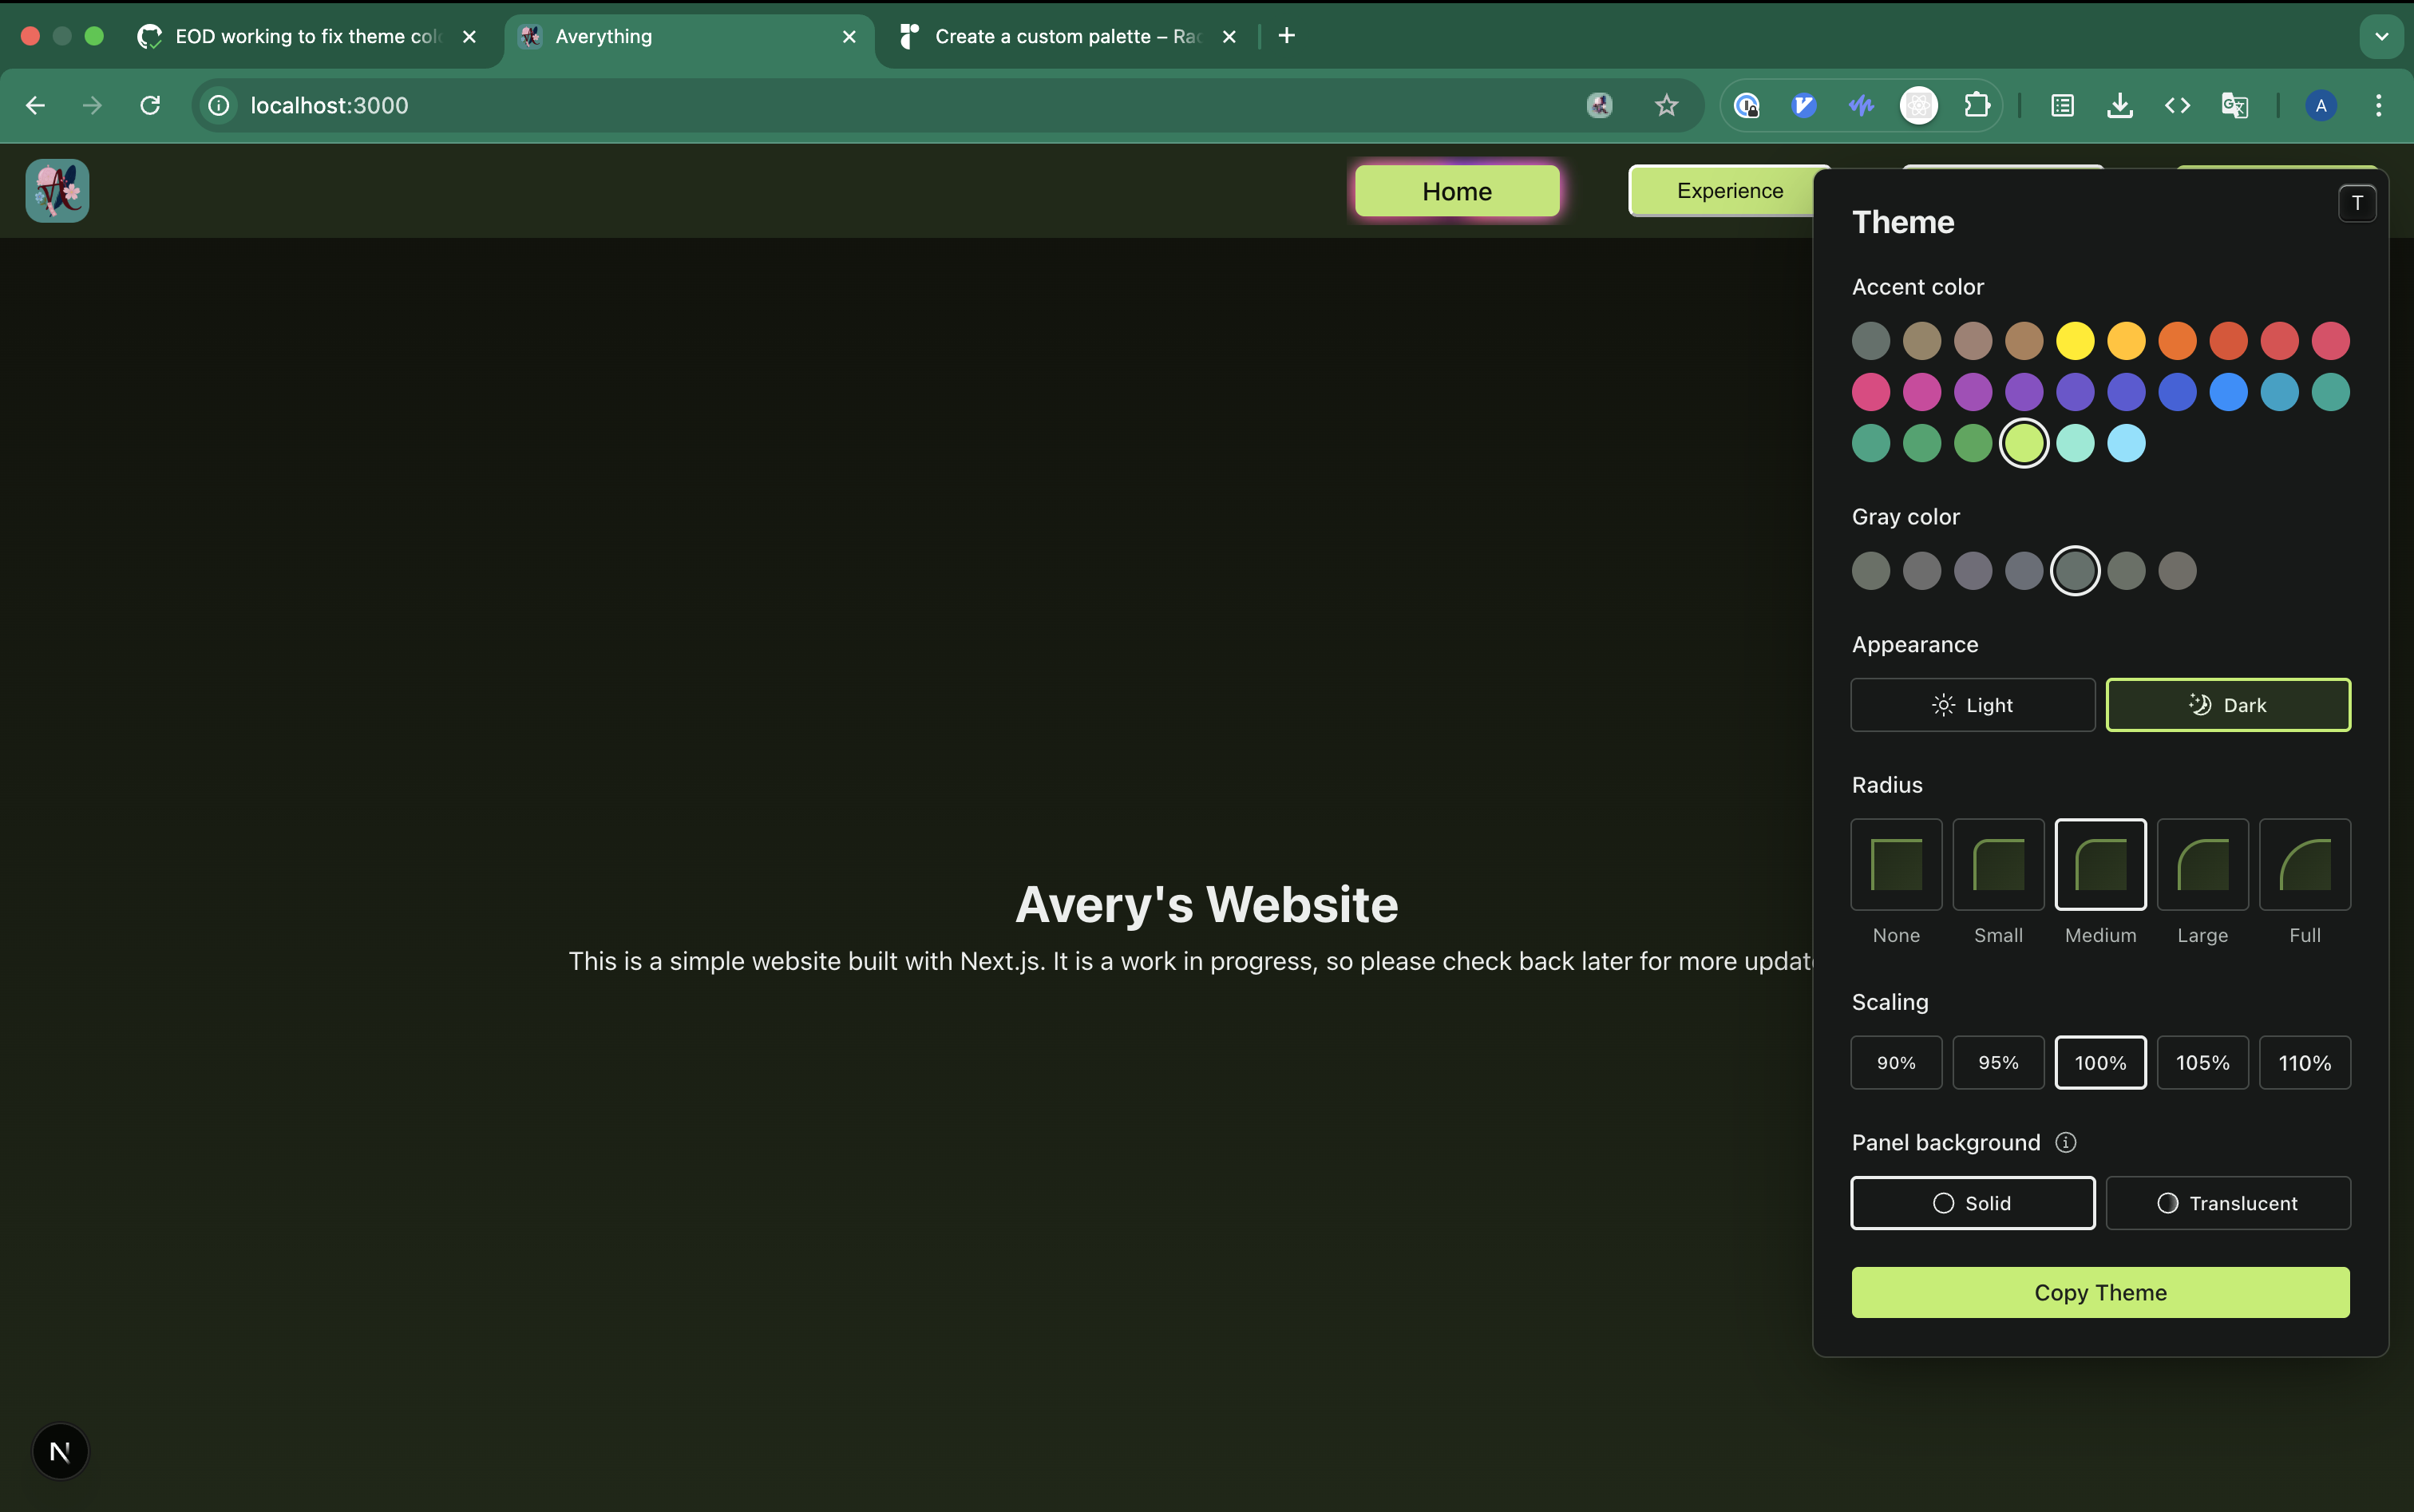 EOD working to fix theme col
Averything
Create a custom palette – Rad
localhost:3000
A
Home
Experience
T
Theme
Accent color
Gray color
Appearance
Light
Dark
Radius
None
Small
Medium
Large
Full
Scaling
90%
95%
100%
105%
110%
Panel background
Solid
Translucent
Copy Theme
Avery's Website
This is a simple website built with Next.js. It is a work in progress, so please check back later for more updat
N